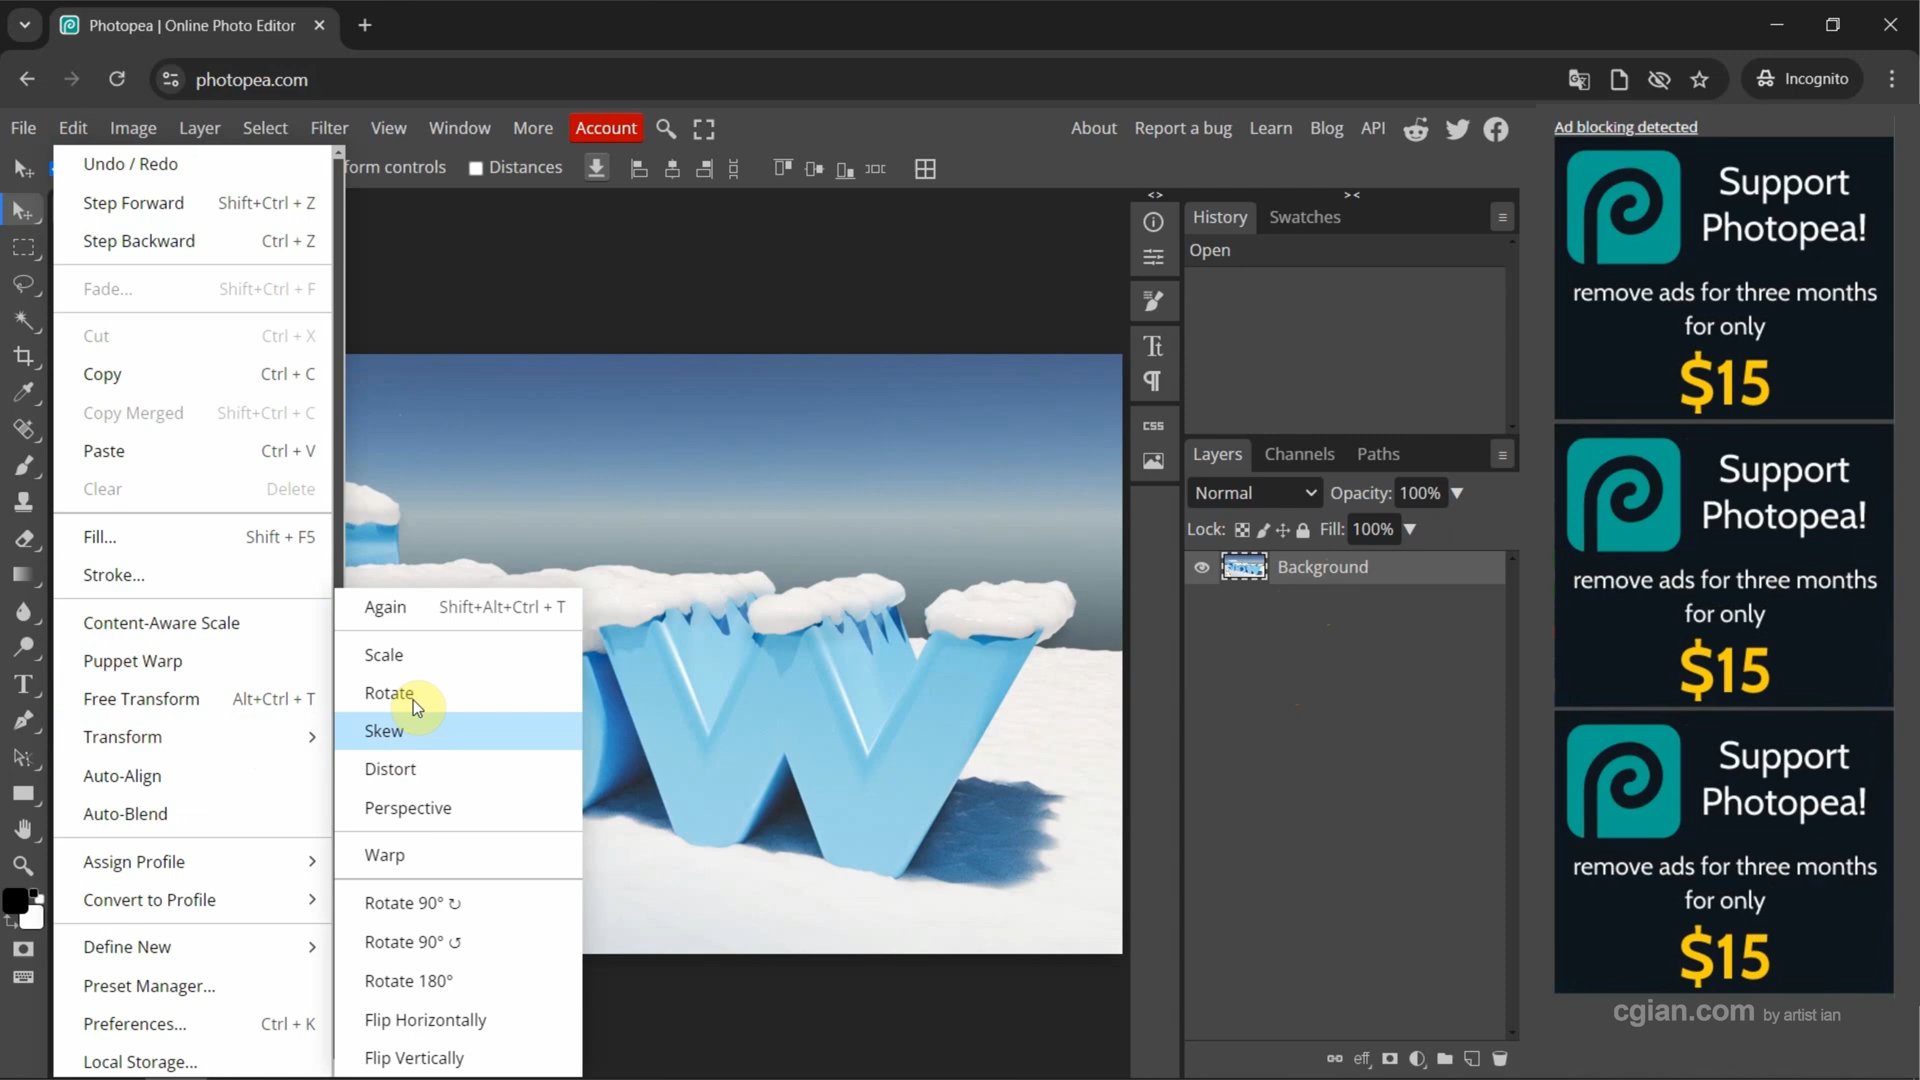 Photopea | Online Photo Editor
photopea.com
Incognito
File Edit Image Layer Select Filter View Window More Account
About Report a bug Learn Blog API
Ad blocking detected
form controls
Distances
Undo / Redo
Step Forward Shift+Ctrl + Z
Step Backward Ctrl + Z
Fade... Shift+Ctrl + F
Cut Ctrl + X
Copy Ctrl + C
Copy Merged Shift+Ctrl + C
Paste Ctrl + V
Clear Delete
Fill... Shift + F5
Stroke...
Content-Aware Scale
Puppet Warp
Free Transform Alt+Ctrl + T
Transform
Auto-Align
Auto-Blend
Assign Profile
Convert to Profile
Define New
Preset Manager...
Preferences... Ctrl + K
Local Storage...
Again Shift+Alt+Ctrl + T
Scale
Rotate
Skew
Distort
Perspective
Warp
Rotate 90° ↻
Rotate 90° ↺
Rotate 180°
Flip Horizontally
Flip Vertically
W
< >
> <
CSS
History Swatches
Open
Layers Channels Paths
Normal Opacity: 100%
Lock: Fill: 100%
Background
eff
Support
Photopea!
remove ads for three months
for only
$15
Support
Photopea!
remove ads for three months
for only
$15
Support
Photopea!
remove ads for three months
for only
$15
cgian.com by artist ian